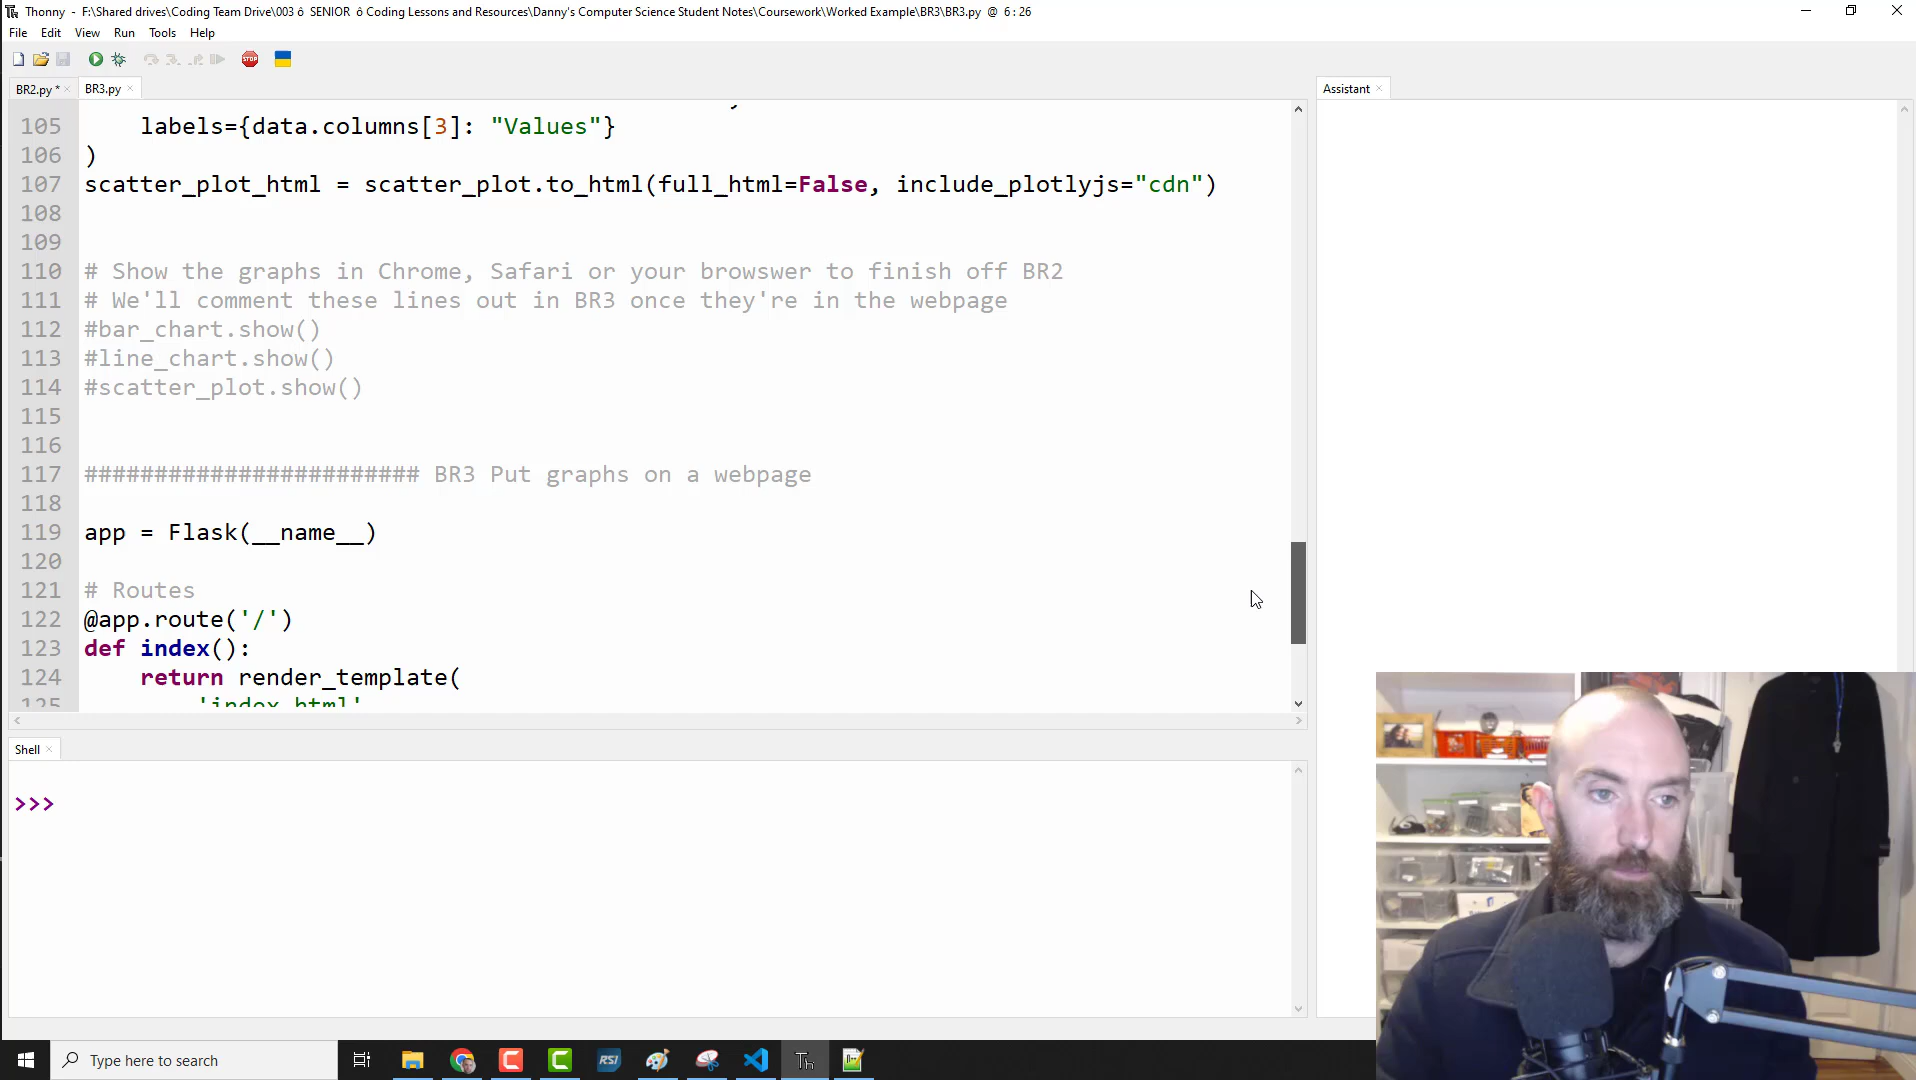 Thonny - F:\Shared drives\Coding Team Drive\003 ô SENIOR ô Coding Lessons and Resources\Danny's Computer Science Student Notes\Coursework\Worked Example\BR3\BR3.py @ 6 : 26
File Edit View Run Tools Help
STOP
BR2.py * × BR3.py ×
Assistant ×
105 labels={data.columns[3]: "Values"}
106 )
107 scatter_plot_html = scatter_plot.to_html(full_html=False, include_plotlyjs="cdn")
108
109
110 # Show the graphs in Chrome, Safari or your browswer to finish off BR2
111 # We'll comment these lines out in BR3 once they're in the webpage
112 #bar_chart.show()
113 #line_chart.show()
114 #scatter_plot.show()
115
116
117 ######################## BR3 Put graphs on a webpage
118
119 app = Flask(__name__)
120
121 # Routes
122 @app.route('/')
123 def index():
124 return render_template(
125 'index.html'
Shell ×
>>>
Type here to search
RSI
Th